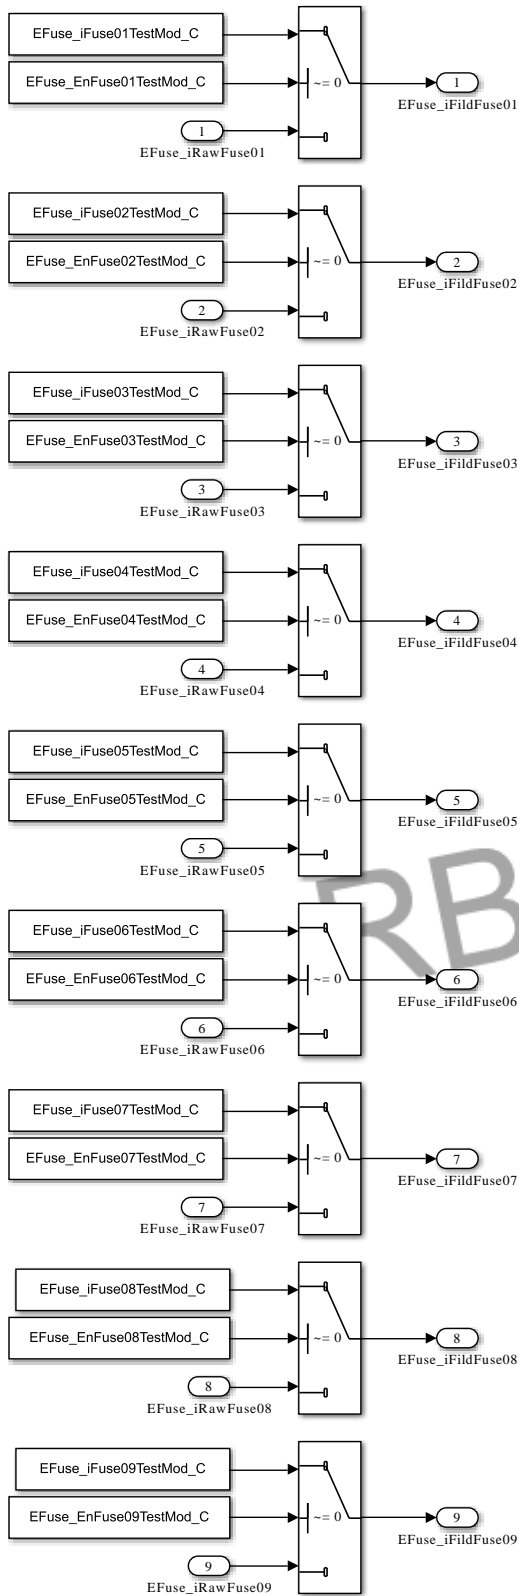 EFuse_iFuse01TestMod_C
EFuse_EnFuse01TestMod_C
~= 0
1
EFuse_iFildFuse01
1
EFuse_iRawFuse01
EFuse_iFuse02TestMod_C
EFuse_EnFuse02TestMod_C
~= 0
2
EFuse_iFildFuse02
2
EFuse_iRawFuse02
EFuse_iFuse03TestMod_C
EFuse_EnFuse03TestMod_C
~= 0
3
EFuse_iFildFuse03
3
EFuse_iRawFuse03
EFuse_iFuse04TestMod_C
EFuse_EnFuse04TestMod_C
~= 0
4
EFuse_iFildFuse04
4
EFuse_iRawFuse04
EFuse_iFuse05TestMod_C
EFuse_EnFuse05TestMod_C
~= 0
5
EFuse_iFildFuse05
5
EFuse_iRawFuse05
RB
EFuse_iFuse06TestMod_C
EFuse_EnFuse06TestMod_C
~= 0
6
EFuse_iFildFuse06
6
EFuse_iRawFuse06
EFuse_iFuse07TestMod_C
EFuse_EnFuse07TestMod_C
~= 0
7
EFuse_iFildFuse07
7
EFuse_iRawFuse07
EFuse_iFuse08TestMod_C
EFuse_EnFuse08TestMod_C
~= 0
8
EFuse_iFildFuse08
8
EFuse_iRawFuse08
EFuse_iFuse09TestMod_C
EFuse_EnFuse09TestMod_C
~= 0
9
EFuse_iFildFuse09
9
EFuse_iRawFuse09